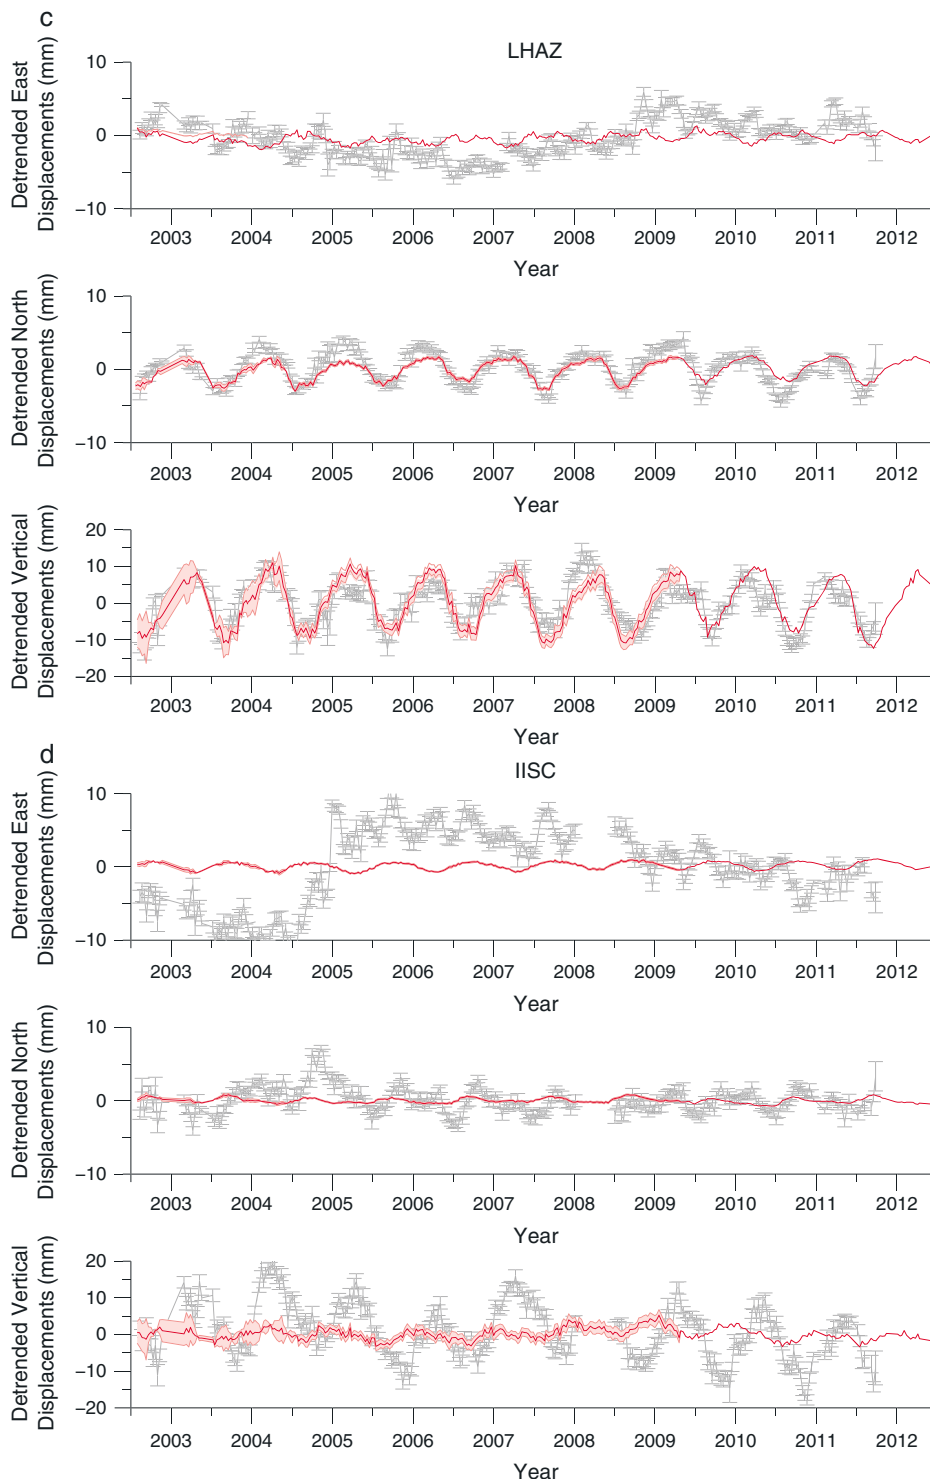 c
LHAZ
Detrended East
Displacements (mm)
10
0
−10
2003 2004 2005 2006 2007 2008 2009 2010 2011 2012
Year
Detrended North
Displacements (mm)
10
0
−10
2003 2004 2005 2006 2007 2008 2009 2010 2011 2012
Year
Detrended Vertical
Displacements (mm)
20
10
0
−10
−20
2003 2004 2005 2006 2007 2008 2009 2010 2011 2012
Year
d
IISC
Detrended East
Displacements (mm)
10
0
−10
2003 2004 2005 2006 2007 2008 2009 2010 2011 2012
Year
Detrended North
Displacements (mm)
10
0
−10
2003 2004 2005 2006 2007 2008 2009 2010 2011 2012
Year
Detrended Vertical
Displacements (mm)
20
10
0
−10
−20
2003 2004 2005 2006 2007 2008 2009 2010 2011 2012
Year